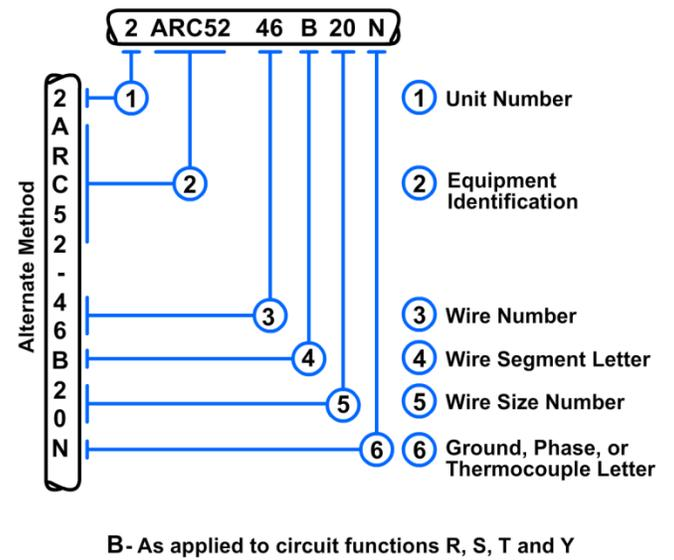 2 ARC52 46 B 20 N
1 Unit Number
2 Equipment
Identification
3 Wire Number
4 Wire Segment Letter
5 Wire Size Number
6 Ground, Phase, or
Thermocouple Letter
1
2
3
4
5
6
Alternate Method
2
A
R
C
5
2
-
4
6
B
2
0
N
B- As applied to circuit functions R, S, T and Y